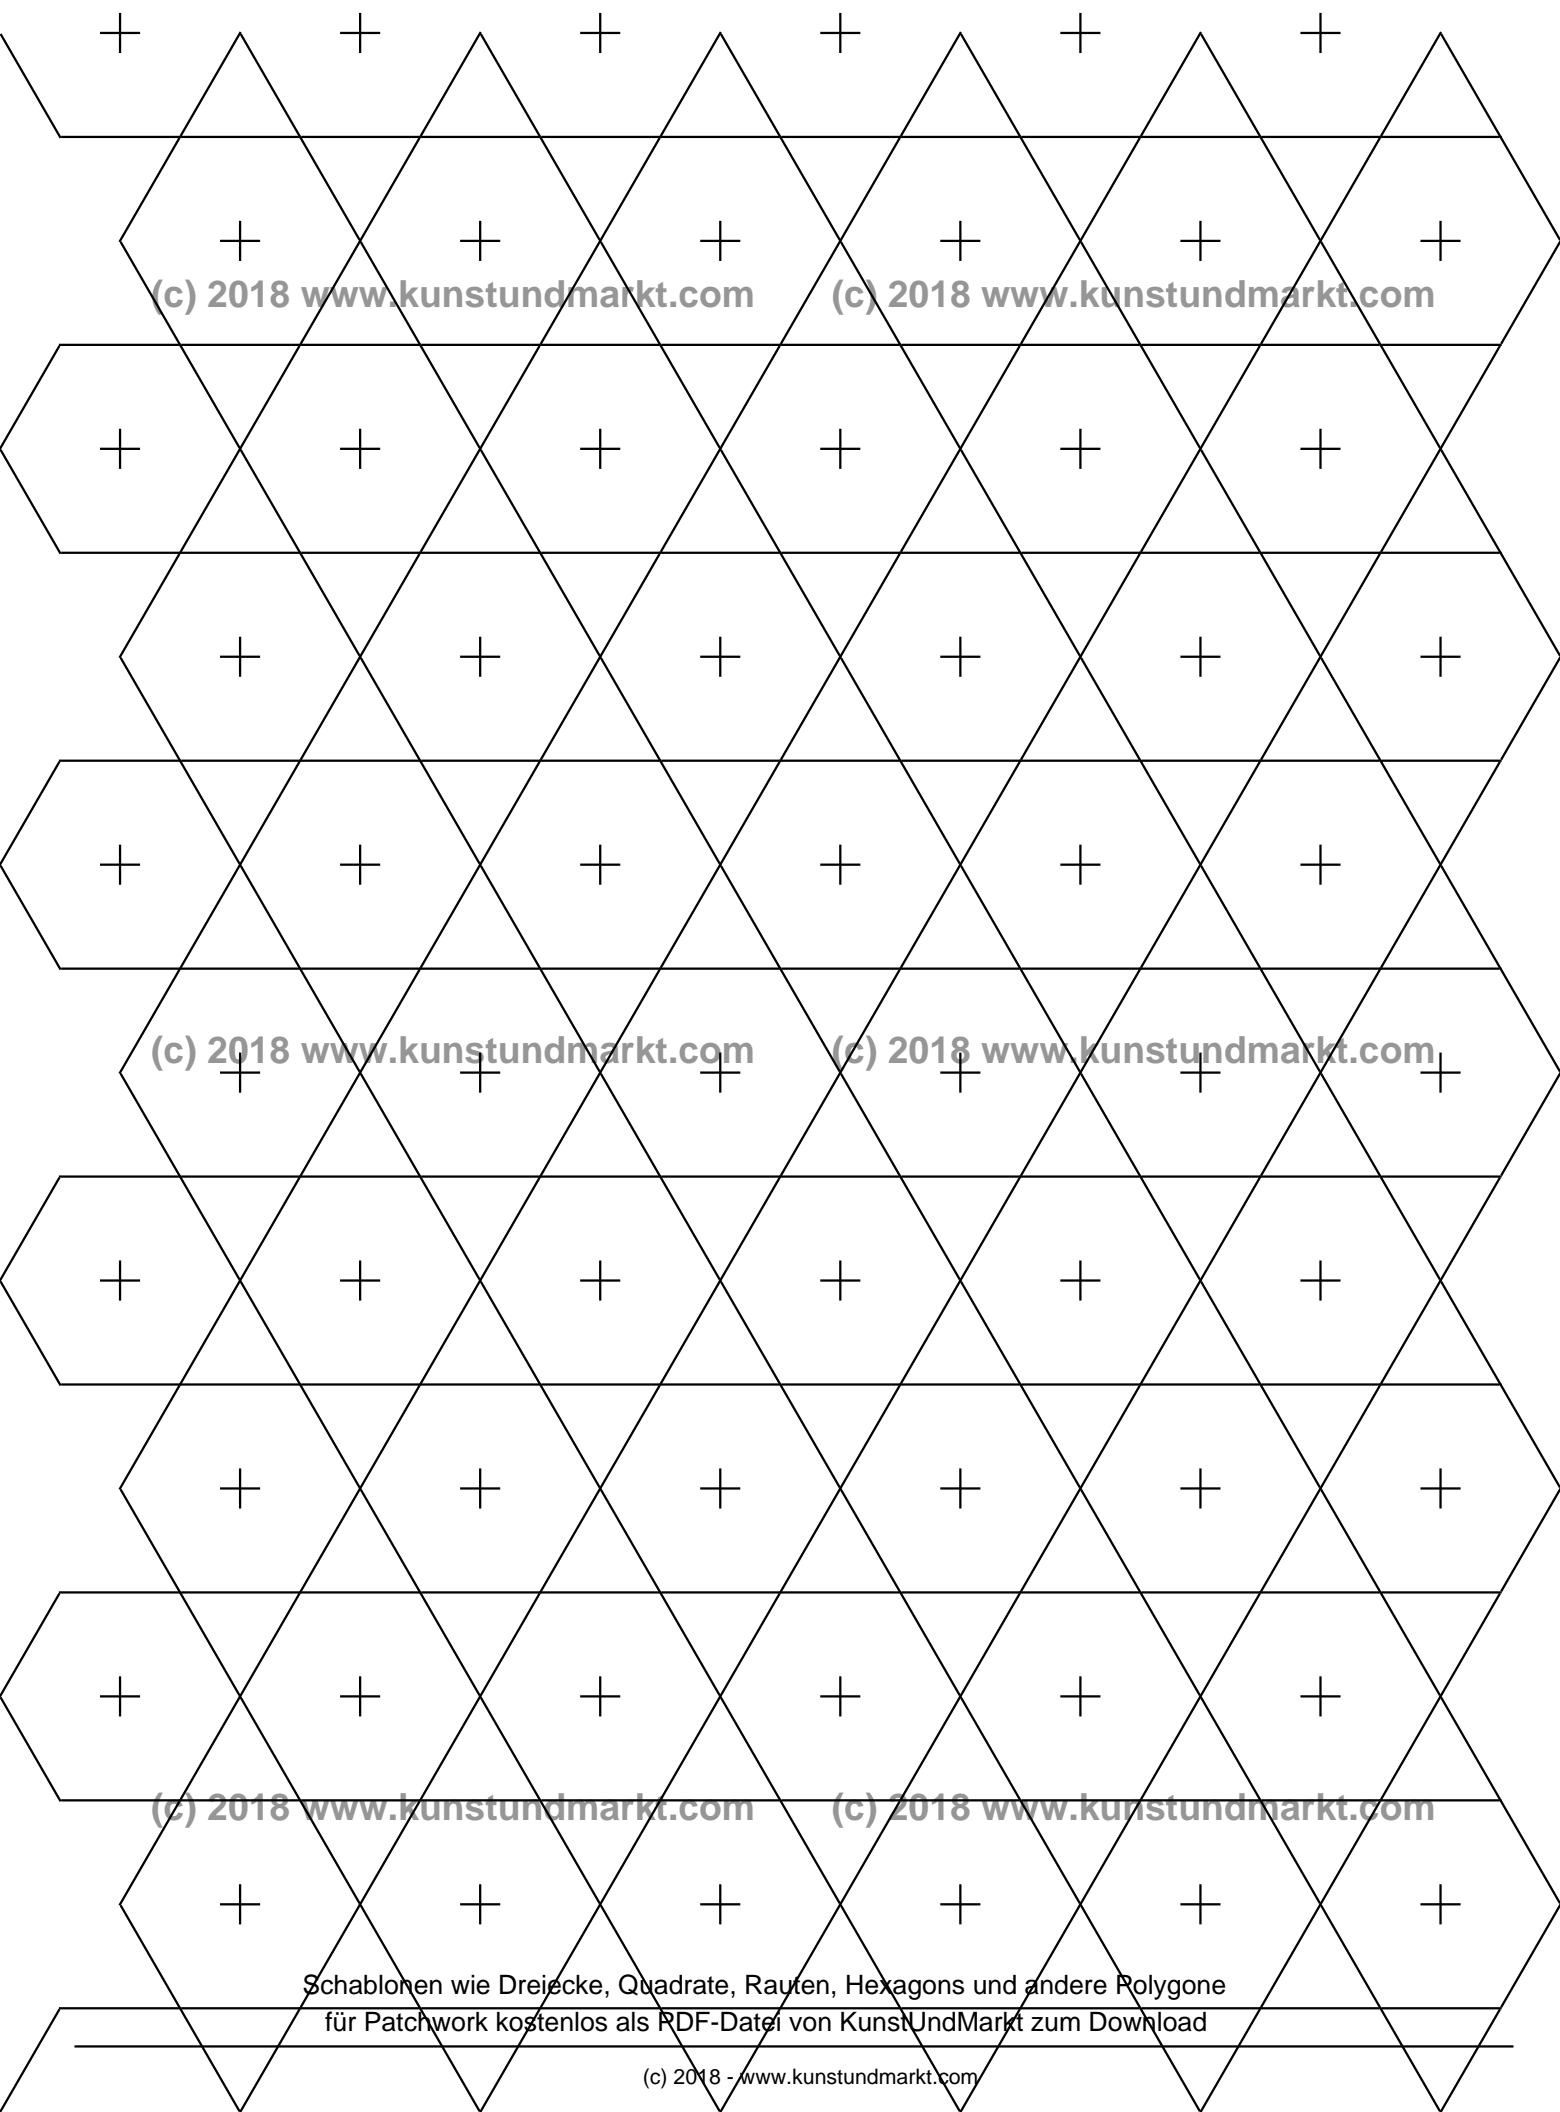 (c) 2018 www.kunstundmarkt.com (c) 2018 www.kunstundmarkt.com
(c) 2018 www.kunstundmarkt.com (c) 2018 www.kunstundmarkt.com
(c) 2018 www.kunstundmarkt.com (c) 2018 www.kunstundmarkt.com
Schablonen wie Dreiecke, Quadrate, Rauten, Hexagons und andere Polygone
für Patchwork kostenlos als PDF-Datei von KunstUndMarkt zum Download
(c) 2018 - www.kunstundmarkt.com